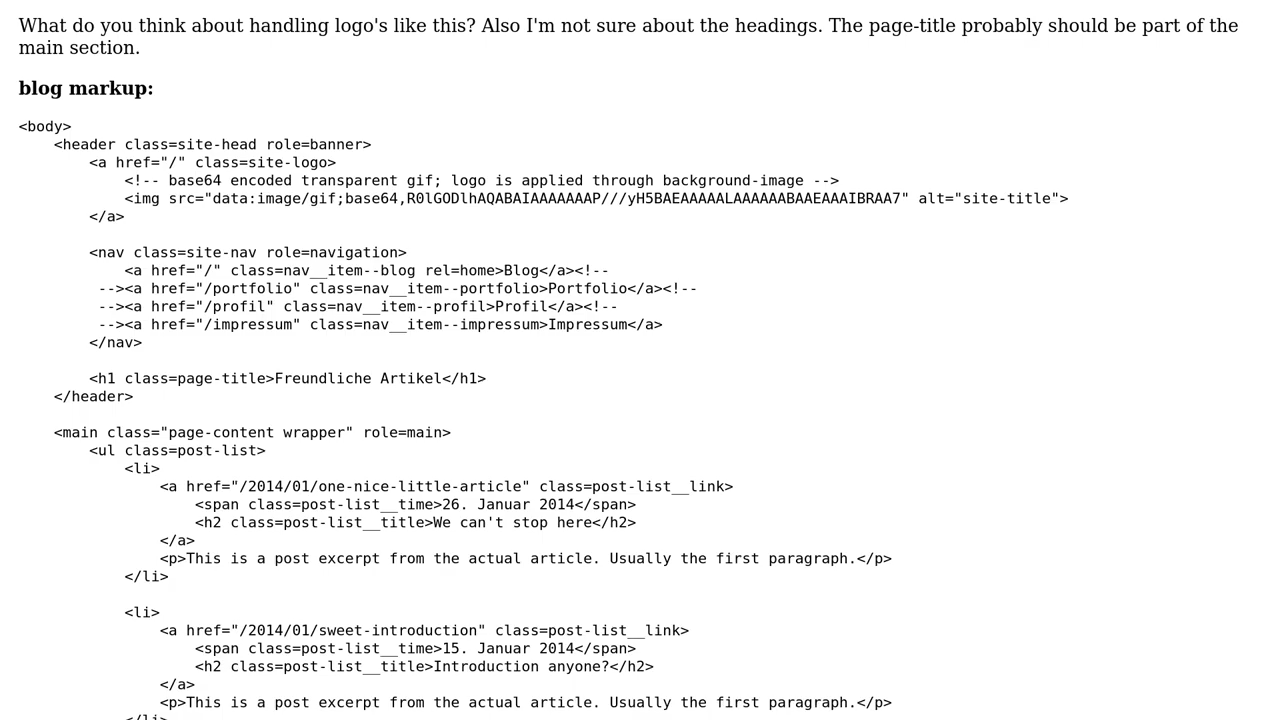 What do you think about handling logo's like this? Also I'm not sure about the headings. The page-title probably should be part of the
main section.
blog markup:
<body>
    <header class=site-head role=banner>
        <a href="/" class=site-logo>
            <!-- base64 encoded transparent gif; logo is applied through background-image -->
            <img src="data:image/gif;base64,R0lGODlhAQABAIAAAAAAAP///yH5BAEAAAAALAAAAAABAAEAAAIBRAA7" alt="site-title">
        </a>
        <nav class=site-nav role=navigation>
            <a href="/" class=nav__item--blog rel=home>Blog</a><!--
         --><a href="/portfolio" class=nav__item--portfolio>Portfolio</a><!--
         --><a href="/profil" class=nav__item--profil>Profil</a><!--
         --><a href="/impressum" class=nav__item--impressum>Impressum</a>
        </nav>
        <h1 class=page-title>Freundliche Artikel</h1>
    </header>
    <main class="page-content wrapper" role=main>
        <ul class=post-list>
            <li>
                <a href="/2014/01/one-nice-little-article" class=post-list__link>
                    <span class=post-list__time>26. Januar 2014</span>
                    <h2 class=post-list__title>We can't stop here</h2>
                </a>
                <p>This is a post excerpt from the actual article. Usually the first paragraph.</p>
            </li>
            <li>
                <a href="/2014/01/sweet-introduction" class=post-list__link>
                    <span class=post-list__time>15. Januar 2014</span>
                    <h2 class=post-list__title>Introduction anyone?</h2>
                </a>
                <p>This is a post excerpt from the actual article. Usually the first paragraph.</p>
            </li>